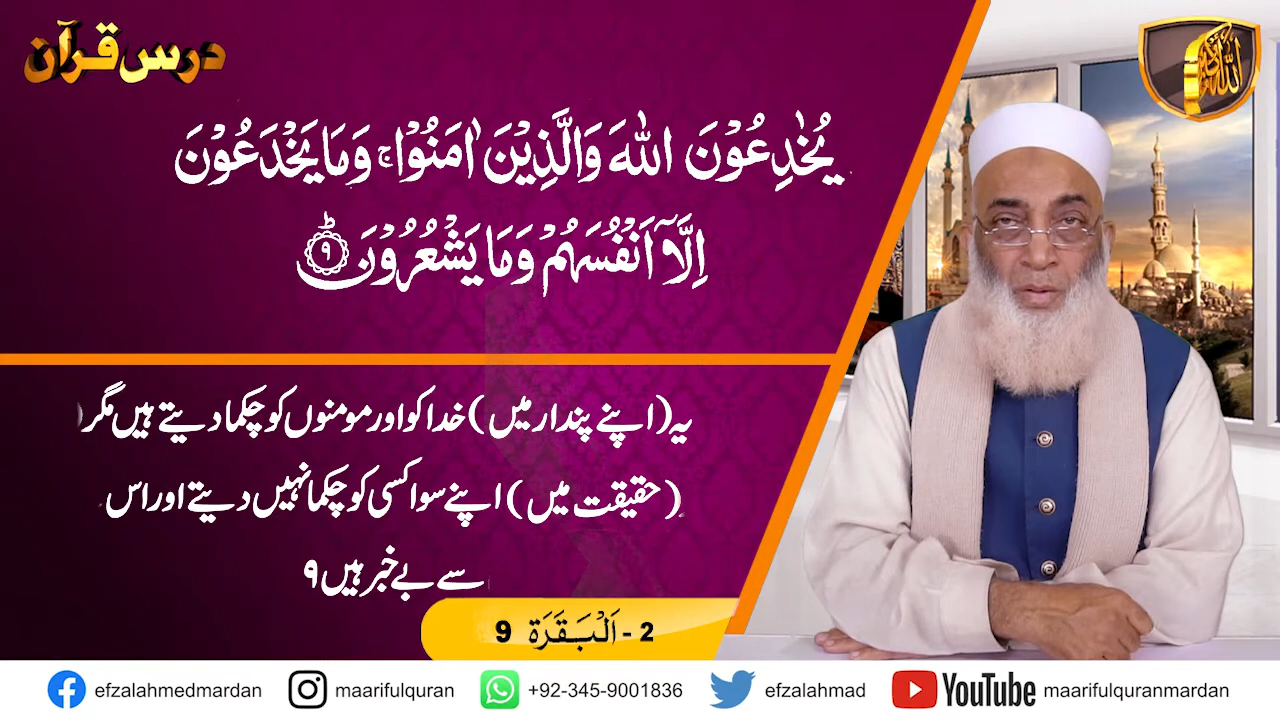 درس قرآن
یُخٰدِعُوْنَ اللّٰهَ وَالَّذِیْنَ اٰمَنُوْا ۚ وَمَا یَخْدَعُوْنَ
اِلَّاۤ اَنْفُسَهُمْ وَمَا یَشْعُرُوْنَ ؕ ۹
یہ (اپنے پندار میں) خدا کو اور مومنوں کو چکما دیتے ہیں مگر
(حقیقت میں) اپنے سوا کسی کو چکما نہیں دیتے اور اس
سے بے خبر ہیں ۹
2 - اَلْبَقَرَة 9
efzalahmedmardan
maarifulquran
+92-345-9001836
efzalahmad
YouTube maarifulquranmardan